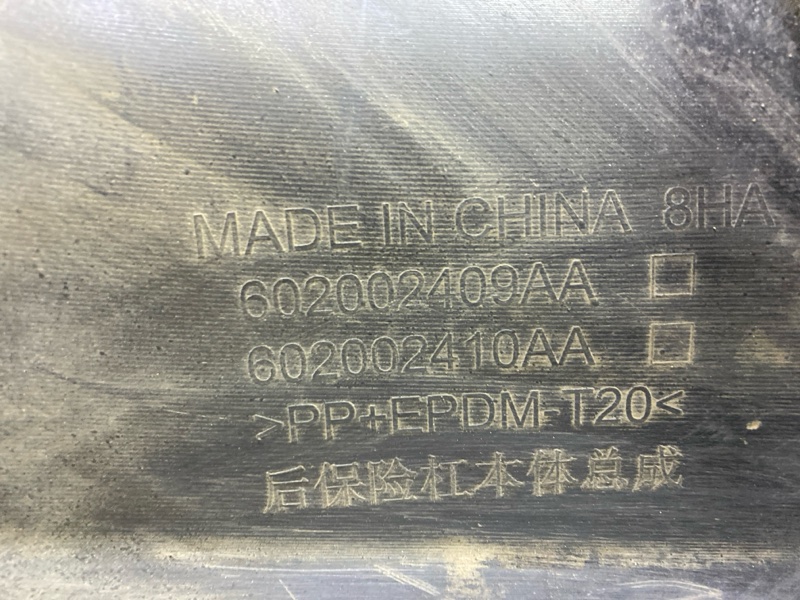 MADE IN CHINA 8HA
602002409AA □
602002410AA □
>PP+EPDM-T20<
后保险杠本体总成